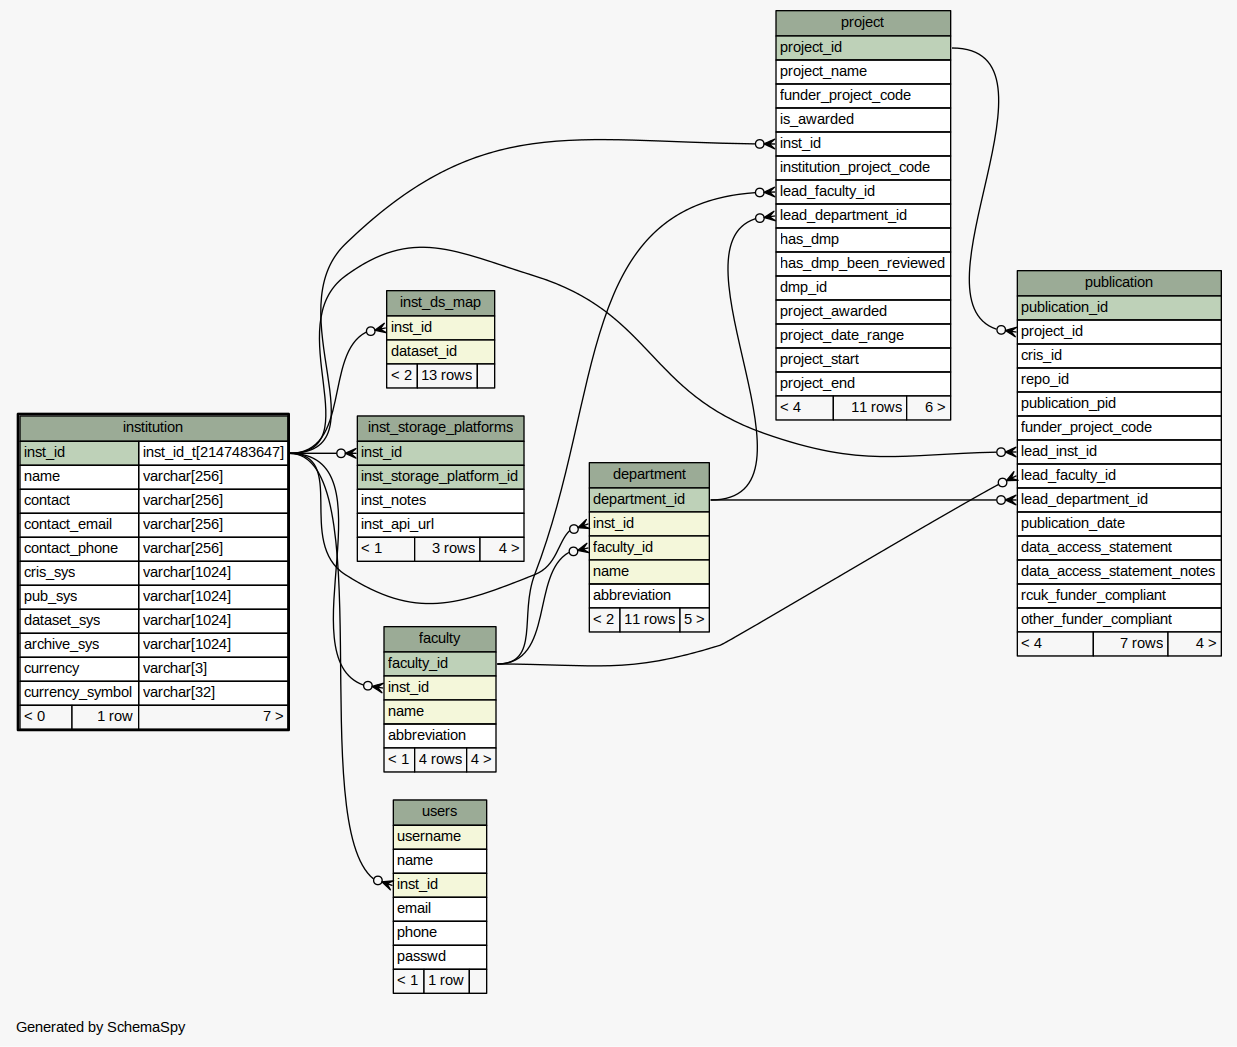 project
project_id
project_name
funder_project_code
is_awarded
inst_id
institution_project_code
lead_faculty_id
lead_department_id
has_dmp
has_dmp_been_reviewed
dmp_id
project_awarded
project_date_range
project_start
project_end
< 4 11 rows 6 >
publication
publication_id
project_id
cris_id
repo_id
publication_pid
funder_project_code
lead_inst_id
lead_faculty_id
lead_department_id
publication_date
data_access_statement
data_access_statement_notes
rcuk_funder_compliant
other_funder_compliant
< 4 7 rows 4 >
inst_ds_map
inst_id
dataset_id
< 2 13 rows
institution
inst_id inst_id_t[2147483647]
name varchar[256]
contact varchar[256]
contact_email varchar[256]
contact_phone varchar[256]
cris_sys varchar[1024]
pub_sys varchar[1024]
dataset_sys varchar[1024]
archive_sys varchar[1024]
currency varchar[3]
currency_symbol varchar[32]
< 0 1 row 7 >
inst_storage_platforms
inst_id
inst_storage_platform_id
inst_notes
inst_api_url
< 1 3 rows 4 >
department
department_id
inst_id
faculty_id
name
abbreviation
< 2 11 rows 5 >
faculty
faculty_id
inst_id
name
abbreviation
< 1 4 rows 4 >
users
username
name
inst_id
email
phone
passwd
< 1 1 row
Generated by SchemaSpy